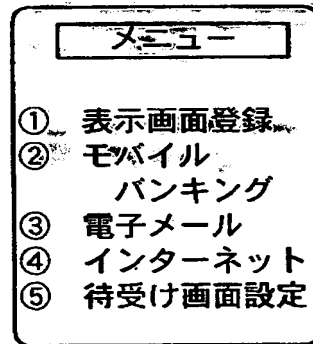 メニュー
① 表示画面登録
② モバイル
バンキング
③ 電子メール
④ インターネット
⑤ 待受け画面設定